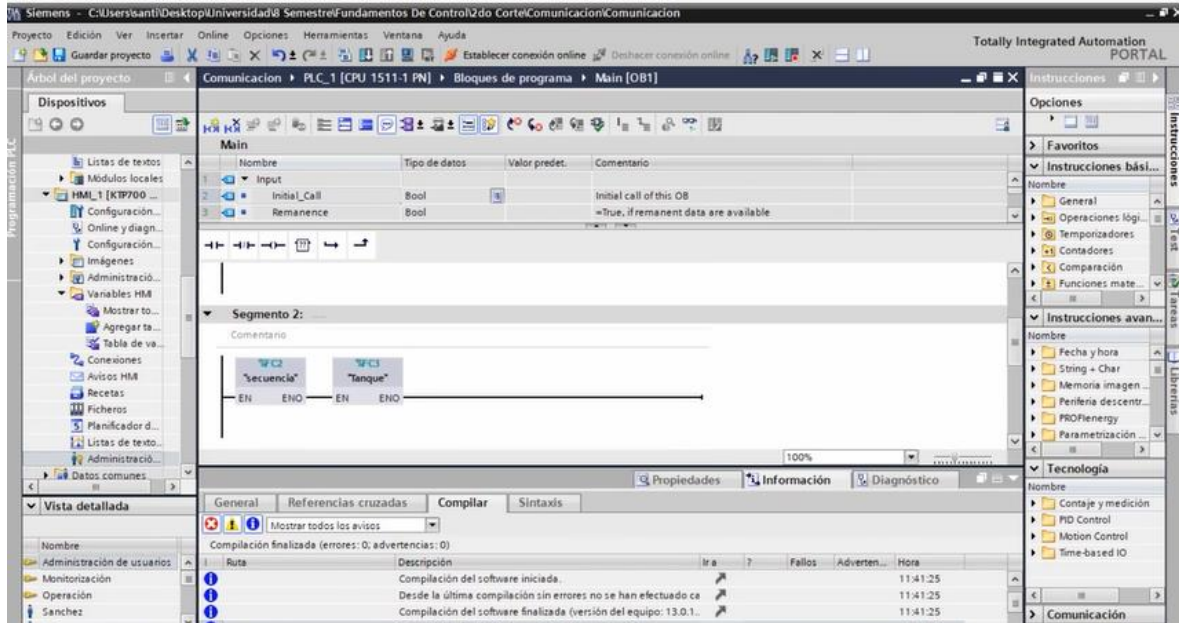 Siemens - C:\Users\santi\Desktop\Universidad\8 Semestre\Fundamentos De Control\2do Corte\Comunicacion\Comunicacion
Proyecto Edición Ver Insertar Online Opciones Herramientas Ventana Ayuda
Guardar proyecto Establecer conexión online Deshacer conexión online
Totally Integrated Automation
PORTAL
Árbol del proyecto
Comunicacion PLC_1 [CPU 1511-1 PN] Bloques de programa Main [OB1]
Instrucciones
Dispositivos
Opciones
Programación PLC
Listas de textos
Módulos locales
HMI_1 [KTP700 ...
Configuración...
Online y diagn...
Configuración...
Imágenes
Administració...
Variables HMI
Mostrar to...
Agregar ta...
Tabla de va...
Conexiones
Avisos HMI
Recetas
Ficheros
Planificador d...
Listas de texto...
Administració...
Datos comunes
Vista detallada
Nombre
Administración de usuarios
Monitorización
Operación
Sanchez
Main
Nombre Tipo de datos Valor predet. Comentario
1 Input
2 Initial_Call Bool Initial call of this OB
3 Remanence Bool =True, if remanent data are available
Segmento 2: .....
Comentario
%FC2 %FC3
"secuencia" "Tanque"
EN ENO EN ENO
100%
Propiedades Información Diagnóstico
General Referencias cruzadas Compilar Sintaxis
Mostrar todos los avisos
Compilación finalizada (errores: 0; advertencias: 0)
! Ruta Descripción Ir a ? Fallos Adverten... Hora
Compilación del software iniciada. 11:41:25
Desde la última compilación sin errores no se han efectuado ca 11:41:25
Compilación del software finalizada (versión del equipo: 13.0.1.. 11:41:25
Favoritos
Instrucciones bási...
Nombre
General
Operaciones lógi...
Temporizadores
Contadores
Comparación
Funciones mate...
Instrucciones avan...
Nombre
Fecha y hora
String + Char
Memoria imagen ..
Periferia descentr...
PROFIenergy
Parametrización ...
Tecnología
Nombre
Contaje y medición
PID Control
Motion Control
Time-based IO
Comunicación
Instrucciones
Test
Tareas
Librerías